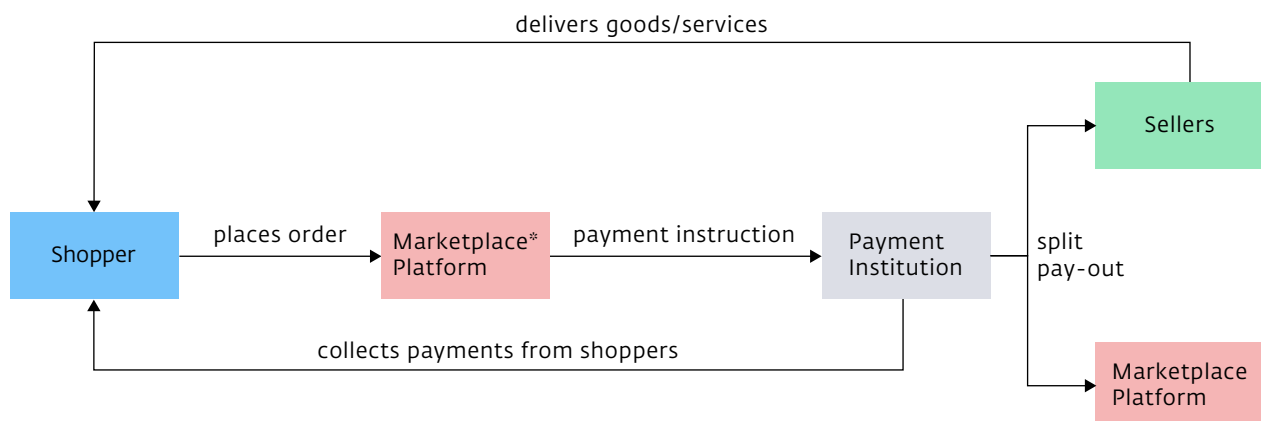 delivers goods/services
Sellers
Shopper
places order
Marketplace*
Platform
payment instruction
Payment
Institution
split
pay-out
collects payments from shoppers
Marketplace
Platform